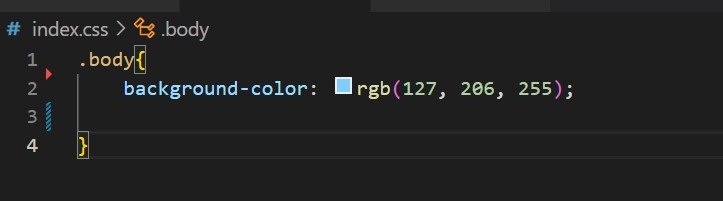 # index.css > .body
1 .body{
2 background-color: rgb(127, 206, 255);
3
4 }